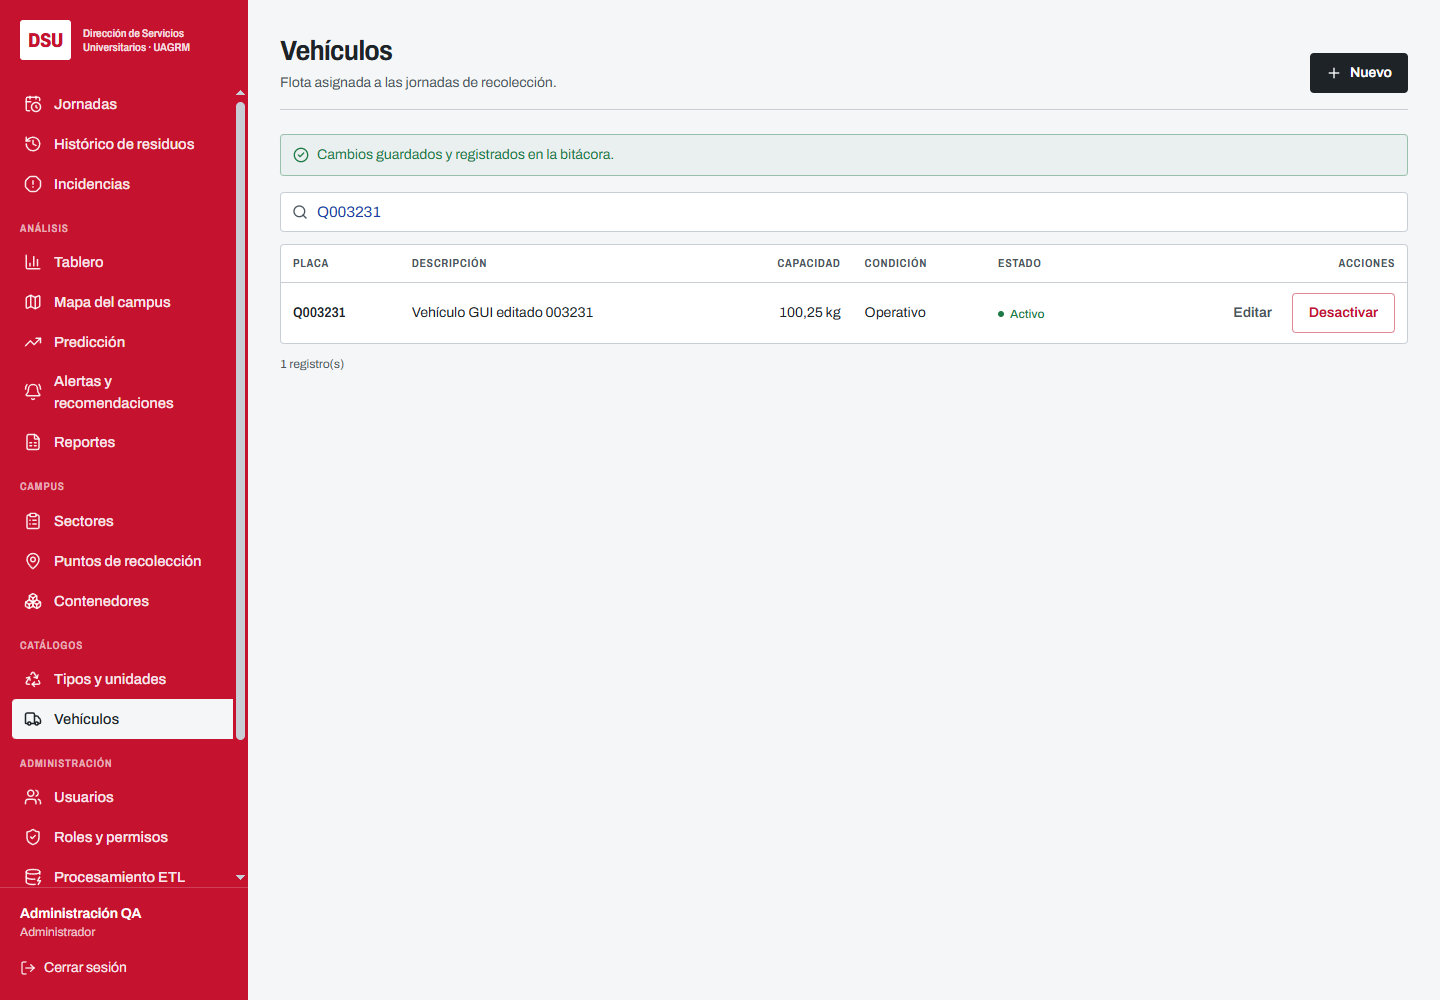 DSU
Dirección de Servicios
Universitarios · UAGRM
Jornadas
Histórico de residuos
Incidencias
ANÁLISIS
Tablero
Mapa del campus
Predicción
Alertas y
recomendaciones
Reportes
CAMPUS
Sectores
Puntos de recolección
Contenedores
CATÁLOGOS
Tipos y unidades
Vehículos
ADMINISTRACIÓN
Usuarios
Roles y permisos
Procesamiento ETL
Administración QA
Administrador
Cerrar sesión
Vehículos
Flota asignada a las jornadas de recolección.
Nuevo
Cambios guardados y registrados en la bitácora.
Q003231
PLACA DESCRIPCIÓN CAPACIDAD CONDICIÓN ESTADO ACCIONES
Q003231 Vehículo GUI editado 003231 100,25 kg Operativo Activo Editar Desactivar
1 registro(s)